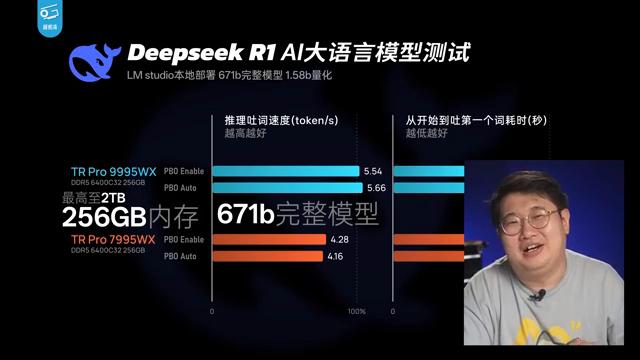 Deepseek R1 AI大语言模型测试
LM studio本地部署 671b完整模型 1.58b量化
推理吐词速度(token/s)
越高越好
从开始到吐第一个词耗时(秒)
越低越好
TR Pro 9995WX
DDR5 6400C32 256GB
PBO Enable
5.54
PBO Auto
5.66
最高至2TB
256GB内存
671b完整模型
TR Pro 7995WX
DDR5 6400C32 256GB
PBO Enable
4.28
PBO Auto
4.16
0
100%
0